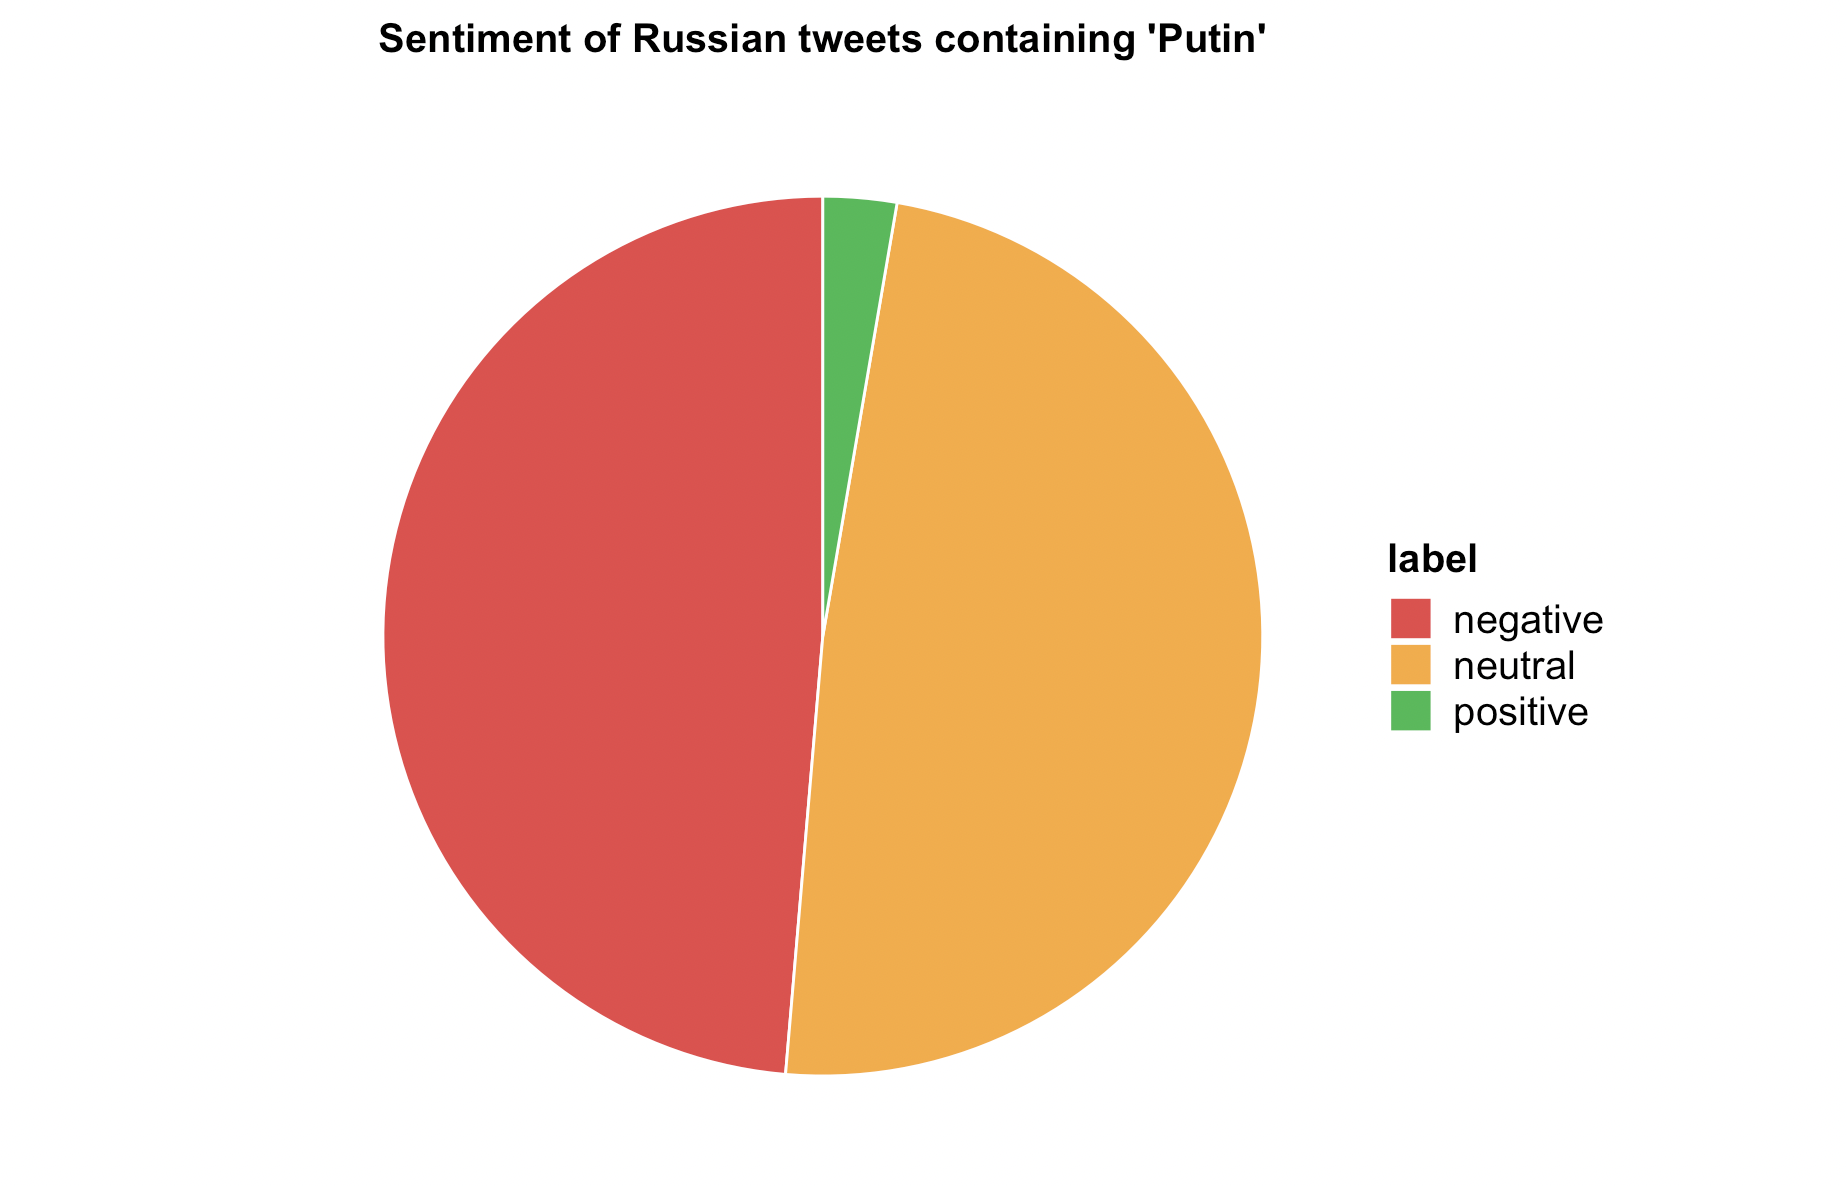 Sentiment of Russian tweets containing 'Putin'
label
negative
neutral
positive